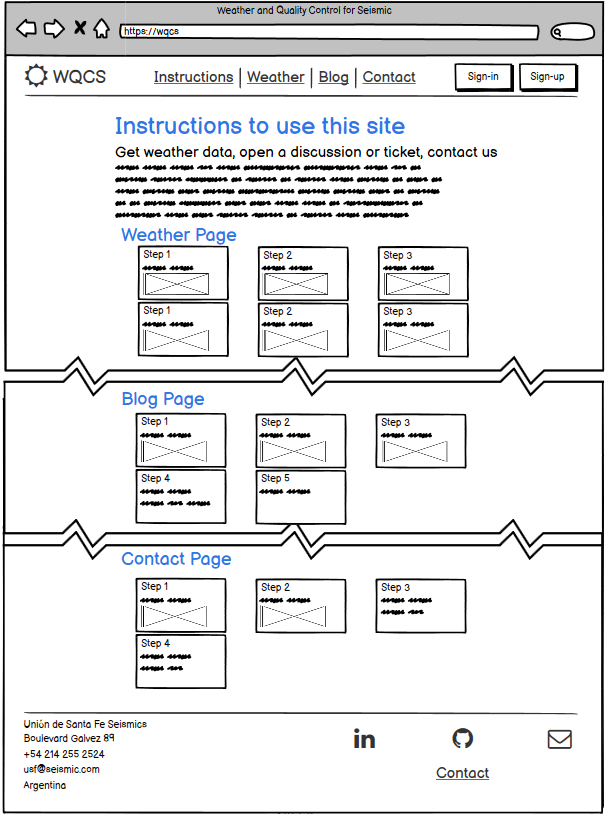 Weather and Quality Control for Seismic
https://wqcs
WQCS
Instructions | Weather | Blog | Contact
Sign-in
Sign-up
Instructions to use this site
Get weather data, open a discussion or ticket, contact us
Weather Page
Step 1
Step 2
Step 3
Step 1
Step 2
Step 3
Blog Page
Step 1
Step 2
Step 3
Step 4
Step 5
Contact Page
Step 1
Step 2
Step 3
Step 4
Unión de Santa Fe Seismics
Boulevard Galvez 89
+54 214 255 2524
usf@seismic.com
Argentina
in
Contact